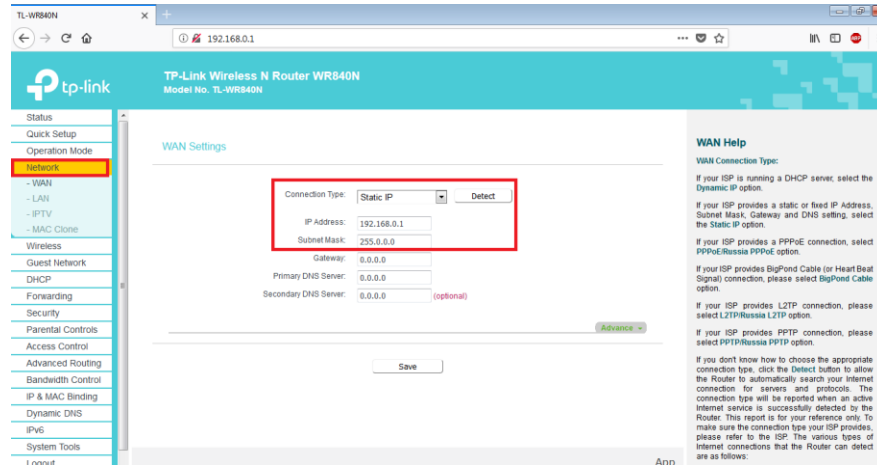 TL-WR840N
192.168.0.1
tp-link
TP-Link Wireless N Router WR840N
Model No. TL-WR840N
Status
Quick Setup
Operation Mode
Network
- WAN
- LAN
- IPTV
- MAC Clone
Wireless
Guest Network
DHCP
Forwarding
Security
Parental Controls
Access Control
Advanced Routing
Bandwidth Control
IP & MAC Binding
Dynamic DNS
IPv6
System Tools
Logout
WAN Settings
Connection Type: Static IP Detect
IP Address: 192.168.0.1
Subnet Mask: 255.0.0.0
Gateway: 0.0.0.0
Primary DNS Server: 0.0.0.0
Secondary DNS Server: 0.0.0.0 (optional)
Advance
Save
App
WAN Help
WAN Connection Type:
If your ISP is running a DHCP server, select the
Dynamic IP option.
If your ISP provides a static or fixed IP Address,
Subnet Mask, Gateway and DNS setting, select
the Static IP option.
If your ISP provides a PPPoE connection, select
PPPoE/Russia PPPoE option.
If your ISP provides BigPond Cable (or Heart Beat
Signal) connection, please select BigPond Cable
option.
If your ISP provides L2TP connection, please
select L2TP/Russia L2TP option.
If your ISP provides PPTP connection, please
select PPTP/Russia PPTP option.
If you don't know how to choose the appropriate
connection type, click the Detect button to allow
the Router to automatically search your Internet
connection for servers and protocols. The
connection type will be reported when an active
Internet service is successfully detected by the
Router. This report is for your reference only. To
make sure the connection type your ISP provides,
please refer to the ISP. The various types of
Internet connections that the Router can detect
are as follows: